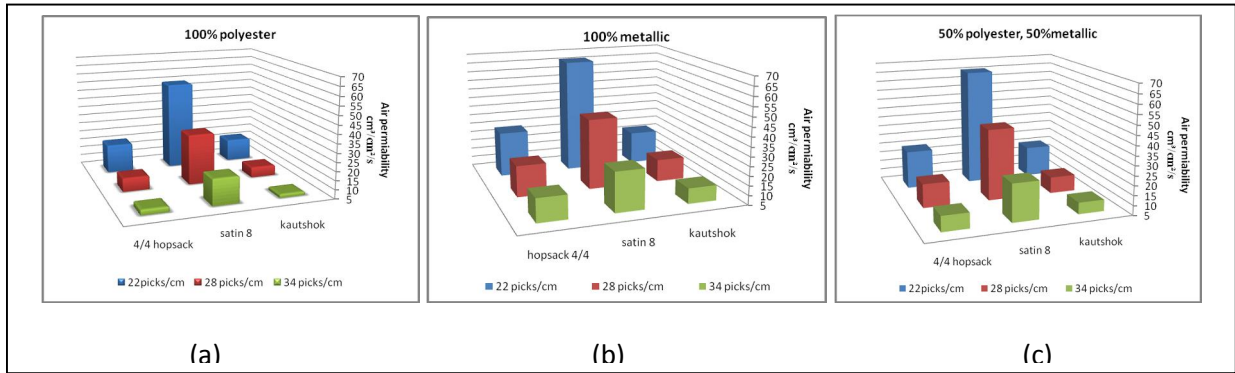 100% polyester
70
65
60
55
50
45
40
35
30
25
20
15
10
5
Air permiability
cm³/cm²/s
4/4 hopsack
satin 8
kautshok
22picks/cm 28 picks/cm 34 picks/cm
(a)
100% metallic
70
65
60
55
50
45
40
35
30
25
20
15
10
5
Air permiability
cm³/cm²/s
hopsack 4/4
satin 8
kautshok
22 picks/cm 28 picks/cm 34 picks/cm
(b)
50% polyester, 50%metallic
70
65
60
55
50
45
40
35
30
25
20
15
10
5
Air permiability
cm³/cm²/s
4/4 hopsack
satin 8
kautshok
22picks/cm 28 picks/cm 34 picks/cm
(c)